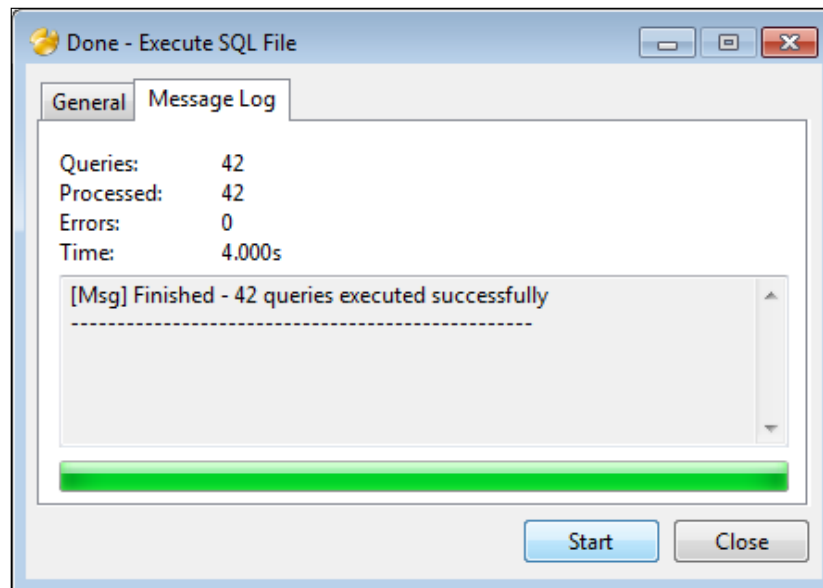 Done - Execute SQL File
General Message Log
Queries: 42
Processed: 42
Errors: 0
Time: 4.000s
[Msg] Finished - 42 queries executed successfully
--------------------------------------------------
Start Close